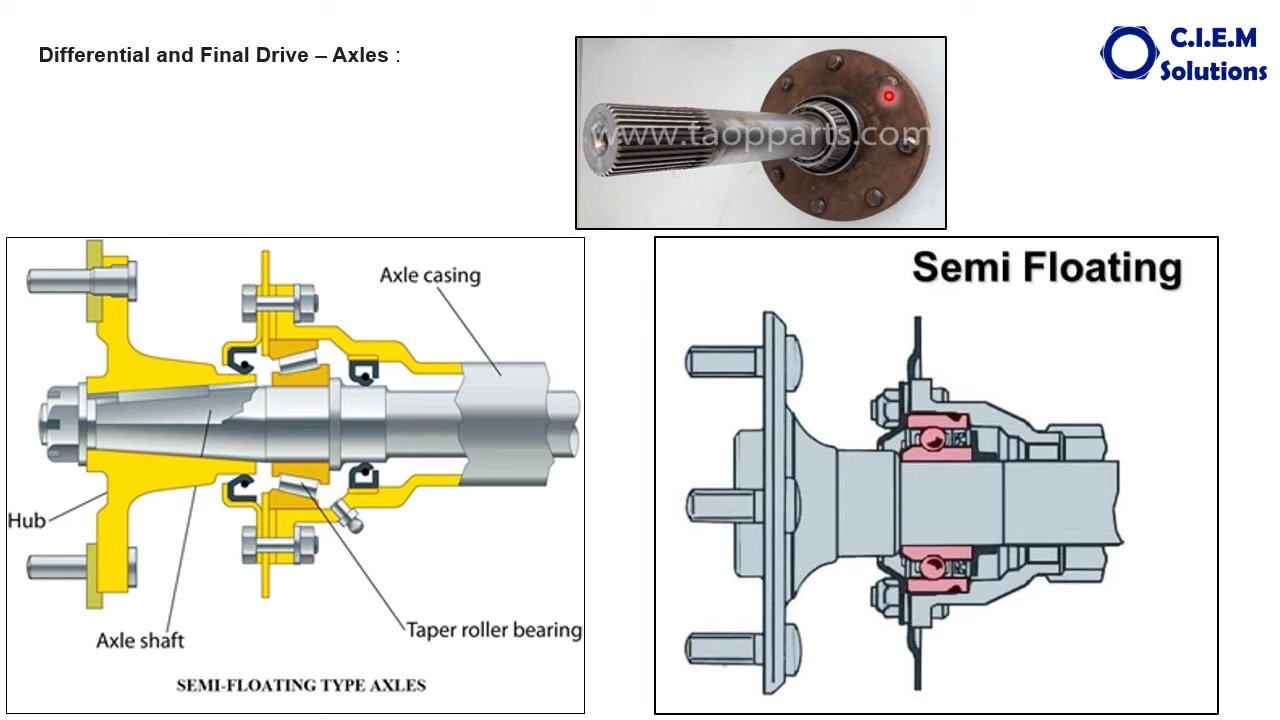 Differential and Final Drive – Axles :
C.I.E.M
Solutions
www.taopparts.com
Axle casing
Hub
Axle shaft
Taper roller bearing
SEMI-FLOATING TYPE AXLES
Semi Floating